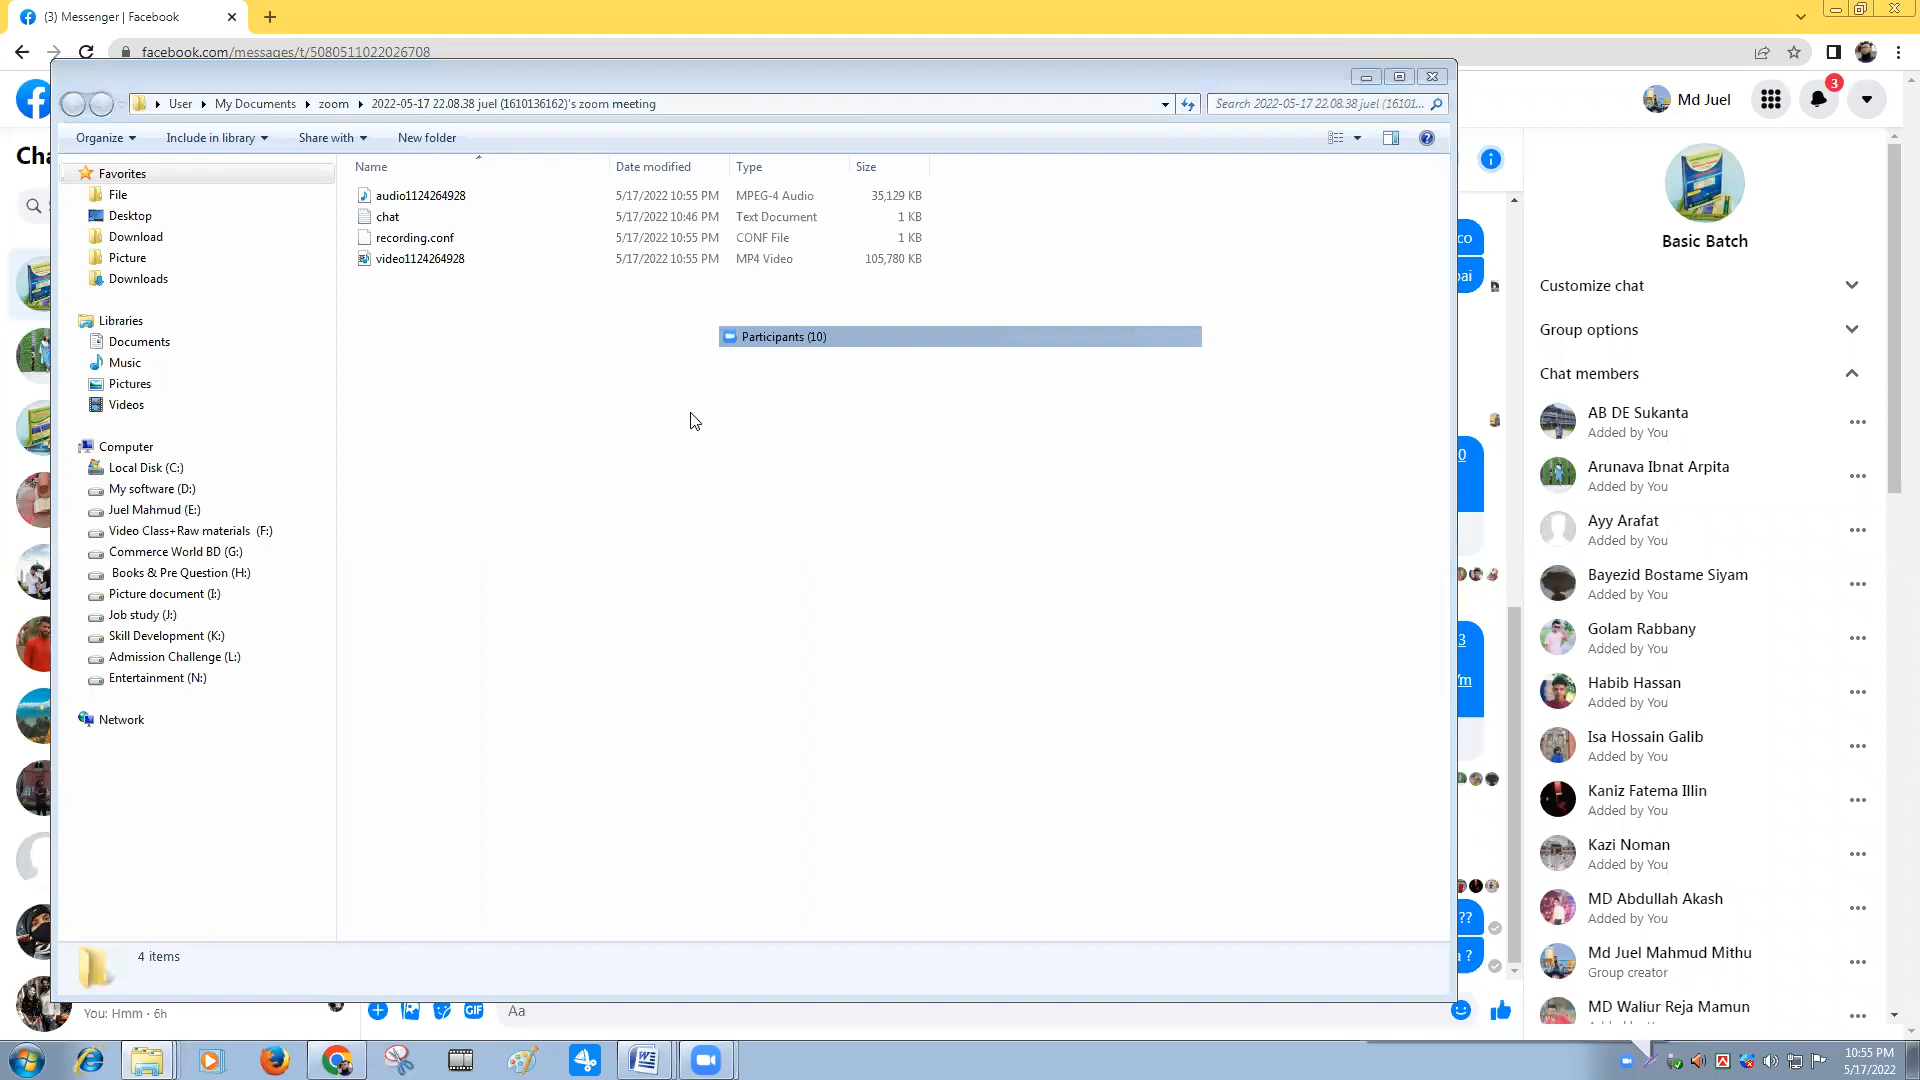 (3) Messenger | Facebook
facebook.com/messages/t/5080511022026708
Md Juel
3
User
My Documents
zoom
2022-05-17 22.08.38 juel (1610136162)'s zoom meeting
Search 2022-05-17 22.08.38 juel (16101...
Organize
Include in library
Share with
New folder
Name
Date modified
Type
Size
audio1124264928
5/17/2022 10:55 PM
MPEG-4 Audio
35,129 KB
chat
5/17/2022 10:46 PM
Text Document
1 KB
recording.conf
5/17/2022 10:55 PM
CONF File
1 KB
video1124264928
5/17/2022 10:55 PM
MP4 Video
105,780 KB
Participants (10)
Favorites
File
Desktop
Download
Picture
Downloads
Libraries
Documents
Music
Pictures
Videos
Computer
Local Disk (C:)
My software (D:)
Juel Mahmud (E:)
Video Class+Raw materials (F:)
Commerce World BD (G:)
Books & Pre Question (H:)
Picture document (I:)
Job study (J:)
Skill Development (K:)
Admission Challenge (L:)
Entertainment (N:)
Network
4 items
You: Hmm · 6h
GIF
Aa
co
0
3
??
?
Basic Batch
Customize chat
Group options
Chat members
AB DE Sukanta
Added by You
Arunava Ibnat Arpita
Added by You
Ayy Arafat
Added by You
Bayezid Bostame Siyam
Added by You
Golam Rabbany
Added by You
Habib Hassan
Added by You
Isa Hossain Galib
Added by You
Kaniz Fatema Illin
Added by You
Kazi Noman
Added by You
MD Abdullah Akash
Added by You
Md Juel Mahmud Mithu
Group creator
MD Waliur Reja Mamun
10:55 PM
5/17/2022